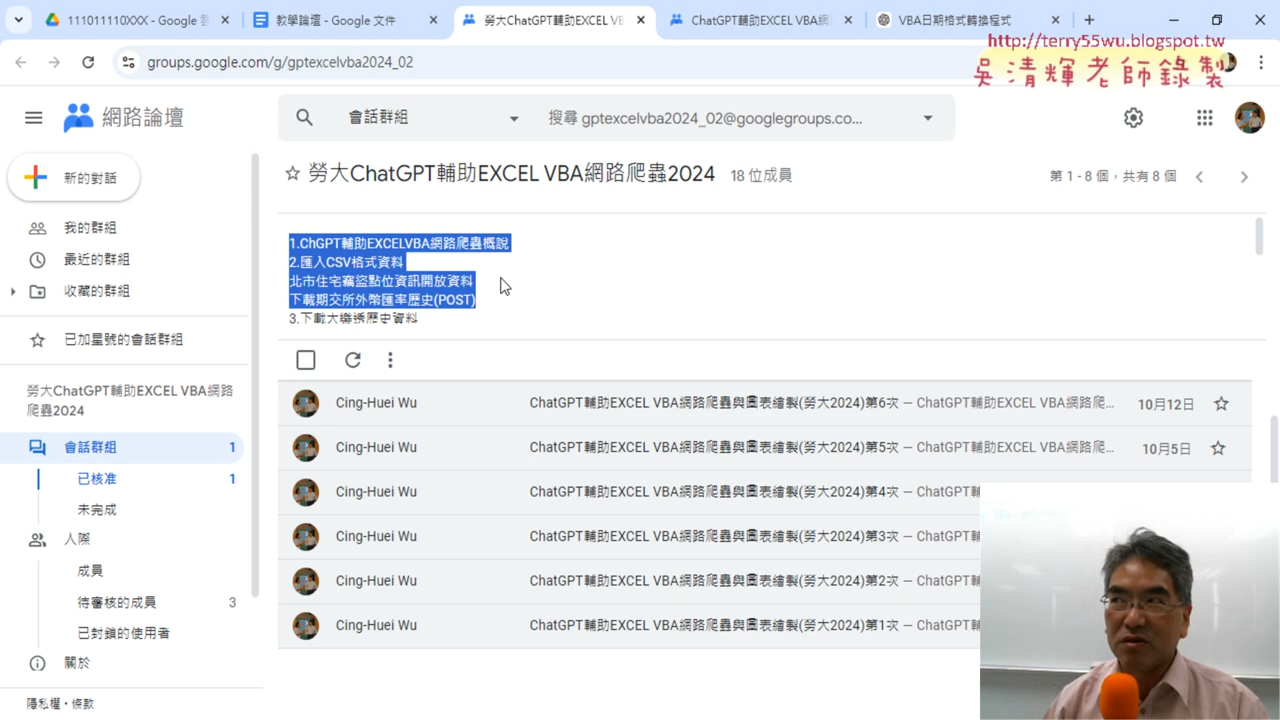 111011110XXX - Google 雲
教學論壇 - Google 文件
勞大ChatGPT輔助EXCEL VB
ChatGPT輔助EXCEL VBA網
VBA日期格式轉換程式
http://terry55wu.blogspot.tw
吳清輝老師錄製
groups.google.com/g/gptexcelvba2024_02
網路論壇
會話群組
搜尋 gptexcelvba2024_02@googlegroups.co...
新的對話
勞大ChatGPT輔助EXCEL VBA網路爬蟲2024
18 位成員
第 1 - 8 個，共有 8 個
我的群組
最近的群組
收藏的群組
已加星號的會話群組
勞大ChatGPT輔助EXCEL VBA網路爬蟲2024
會話群組 1
已核准 1
未完成
人際
成員
待審核的成員 3
已封鎖的使用者
關於
隱私權 • 條款
1.ChGPT輔助EXCELVBA網路爬蟲概說
2.匯入CSV格式資料
北市住宅竊盜點位資訊開放資料
下載期交所外幣匯率歷史(POST)
3.下載大樂透歷史資料
Cing-Huei Wu ChatGPT輔助EXCEL VBA網路爬蟲與圖表繪製(勞大2024)第6次 — ChatGPT輔助EXCEL VBA網路爬... 10月12日
Cing-Huei Wu ChatGPT輔助EXCEL VBA網路爬蟲與圖表繪製(勞大2024)第5次 — ChatGPT輔助EXCEL VBA網路爬... 10月5日
Cing-Huei Wu ChatGPT輔助EXCEL VBA網路爬蟲與圖表繪製(勞大2024)第4次 — ChatGPT輔
Cing-Huei Wu ChatGPT輔助EXCEL VBA網路爬蟲與圖表繪製(勞大2024)第3次 — ChatGPT輔
Cing-Huei Wu ChatGPT輔助EXCEL VBA網路爬蟲與圖表繪製(勞大2024)第2次 — ChatGPT輔
Cing-Huei Wu ChatGPT輔助EXCEL VBA網路爬蟲與圖表繪製(勞大2024)第1次 — ChatGPT輔